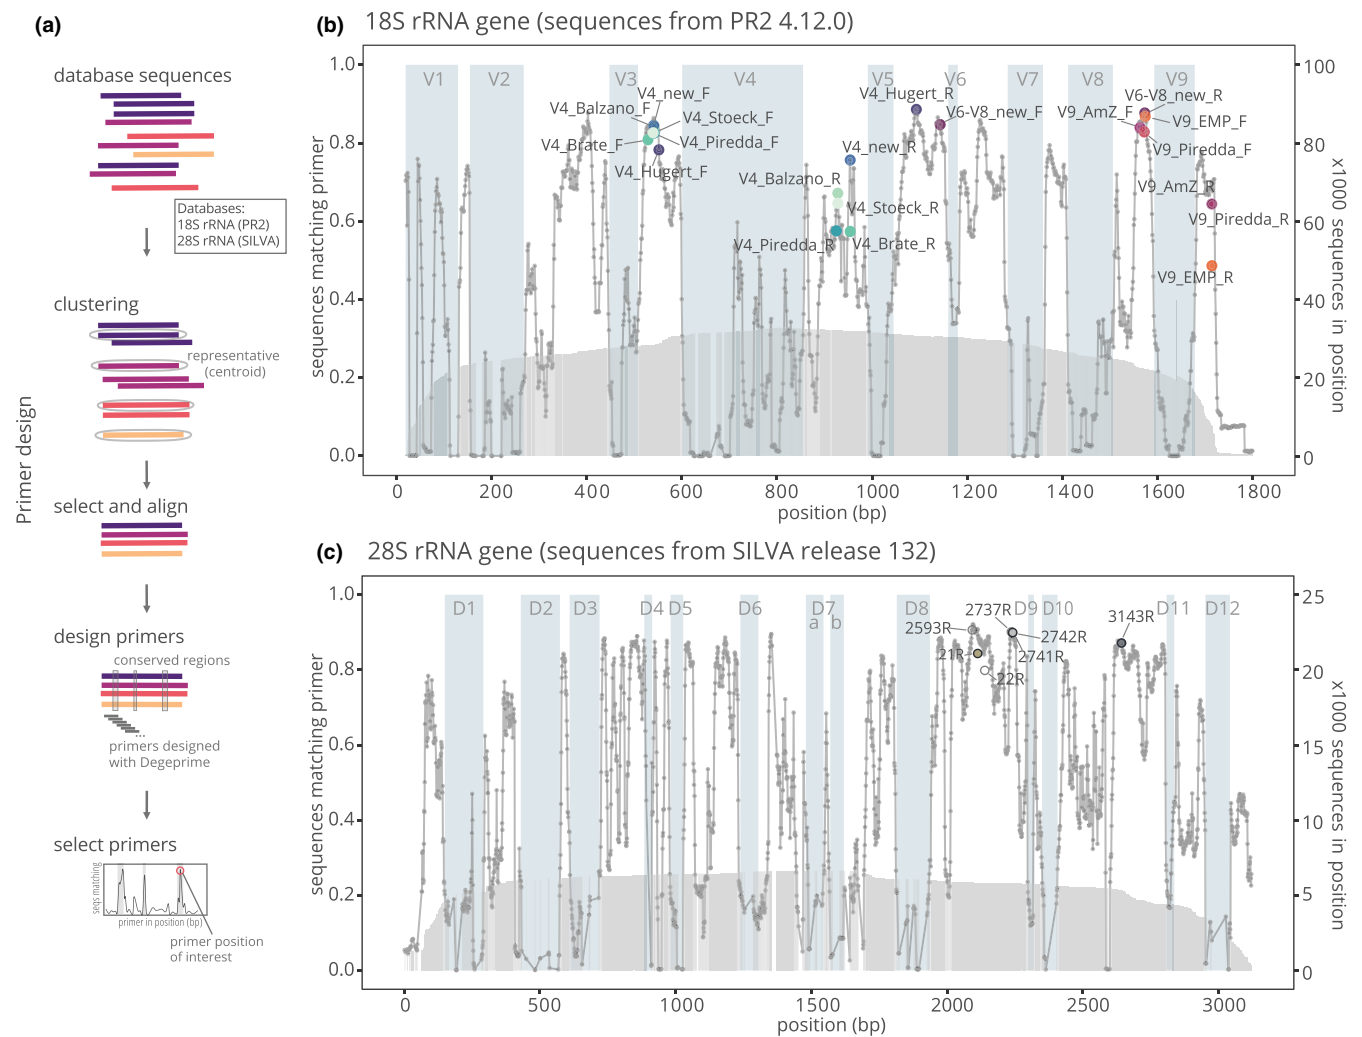 (a)
Primer design
database sequences
Databases:
18S rRNA (PR2)
28S rRNA (SILVA)
clustering
representative
(centroid)
select and align
design primers
conserved regions
...
primers designed
with Degeprime
select primers
seqs matching
primer in position (bp)
primer position
of interest
(b) 18S rRNA gene (sequences from PR2 4.12.0)
sequences matching primer
1.0
0.8
0.6
0.4
0.2
0.0
V1 V2 V3 V4 V5 V6 V7 V8 V9
V4_new_F
V4_Balzano_F
V4_Stoeck_F
V4_Brate_F
V4_Piredda_F
V4_Hugert_F
V4_Hugert_R
V6-V8_new_F
V4_new_R
V4_Balzano_R
V4_Stoeck_R
V4_Piredda_R
V4_Brate_R
V6-V8_new_R
V9_AmZ_F
V9_EMP_F
V9_Piredda_F
V9_AmZ_R
V9_Piredda_R
V9_EMP_R
100
80
60
40
20
0
x1000 sequences in position
0 200 400 600 800 1000 1200 1400 1600 1800
position (bp)
(c) 28S rRNA gene (sequences from SILVA release 132)
sequences matching primer
1.0
0.8
0.6
0.4
0.2
0.0
D1 D2 D3 D4 D5 D6 D7 D8 D9 D10 D11 D12
a b
2593R
2737R
2742R
21R
2741R
22R
3143R
25
20
15
10
5
0
x1000 sequences in position
0 500 1000 1500 2000 2500 3000
position (bp)